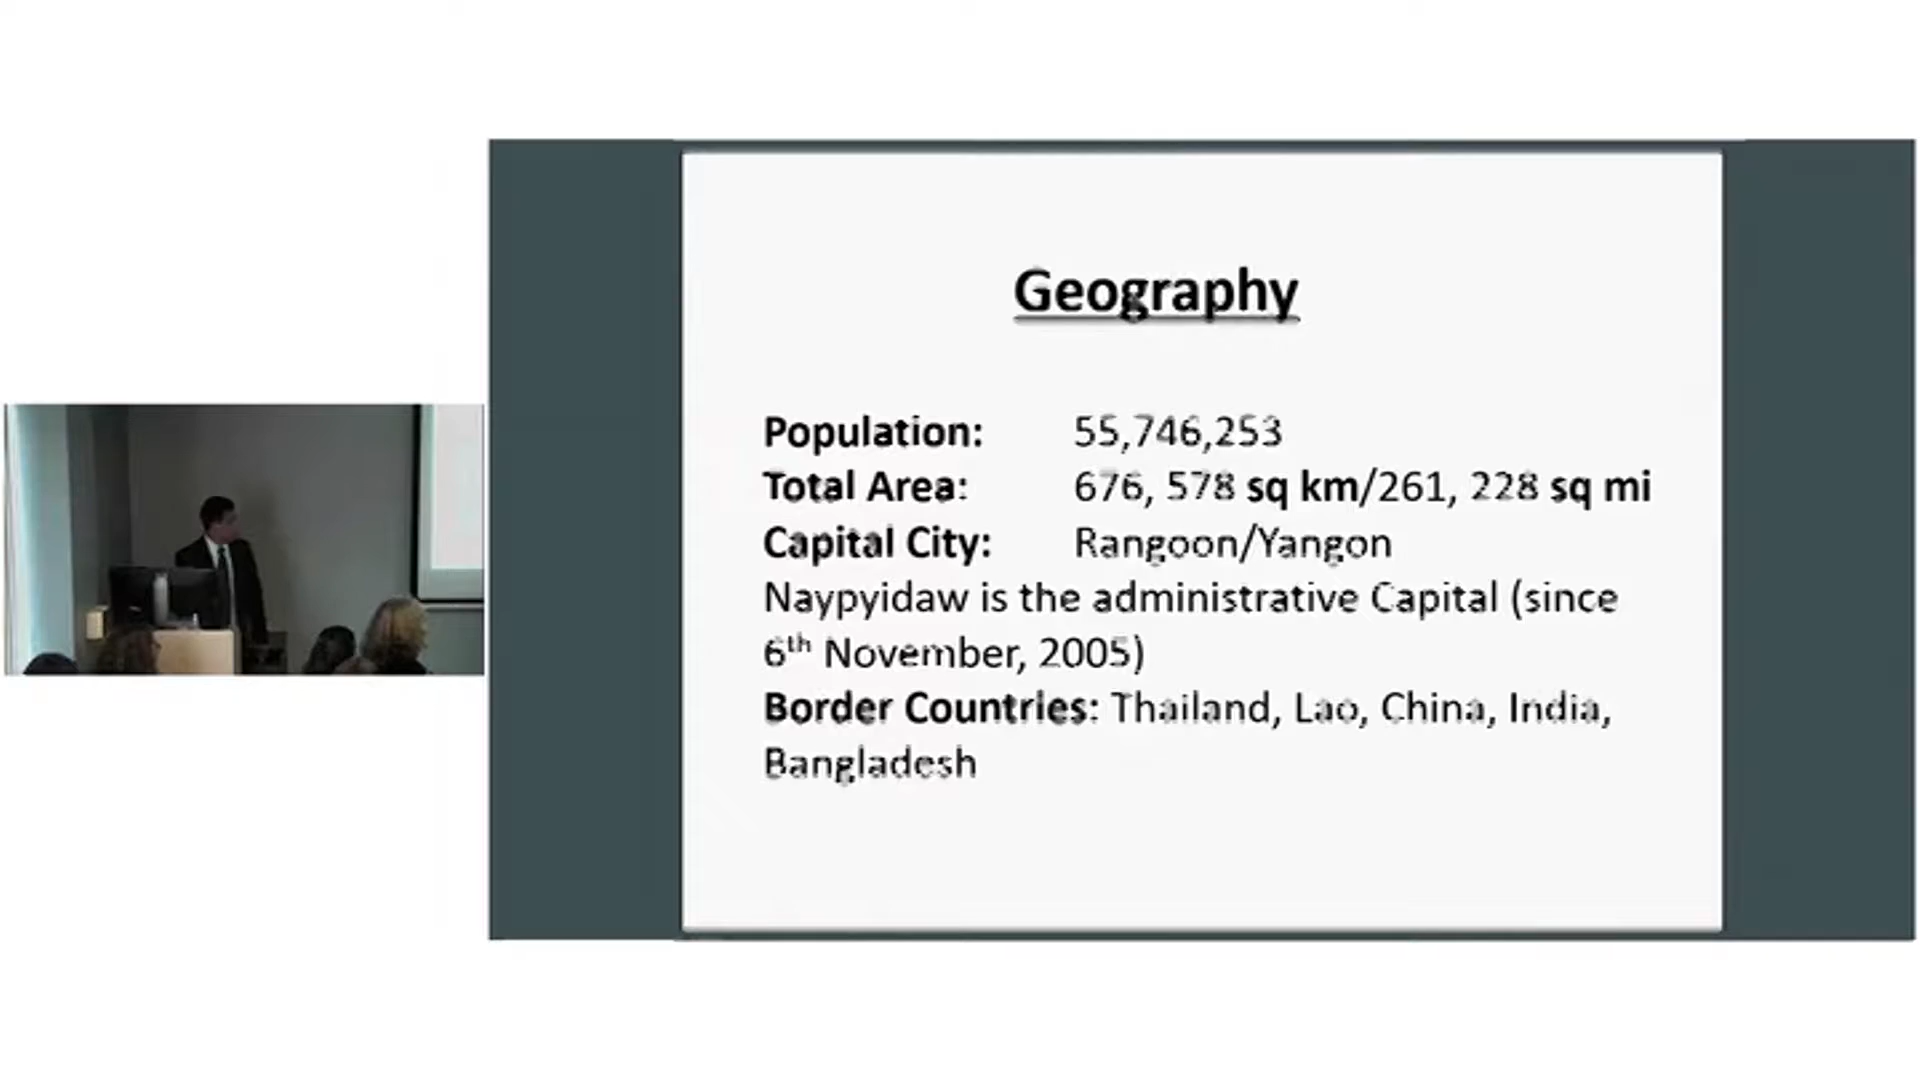 Geography
Population: 55,746,253
Total Area: 676, 578 sq km/261, 228 sq mi
Capital City: Rangoon/Yangon
Naypyidaw is the administrative Capital (since
6th November, 2005)
Border Countries: Thailand, Lao, China, India,
Bangladesh